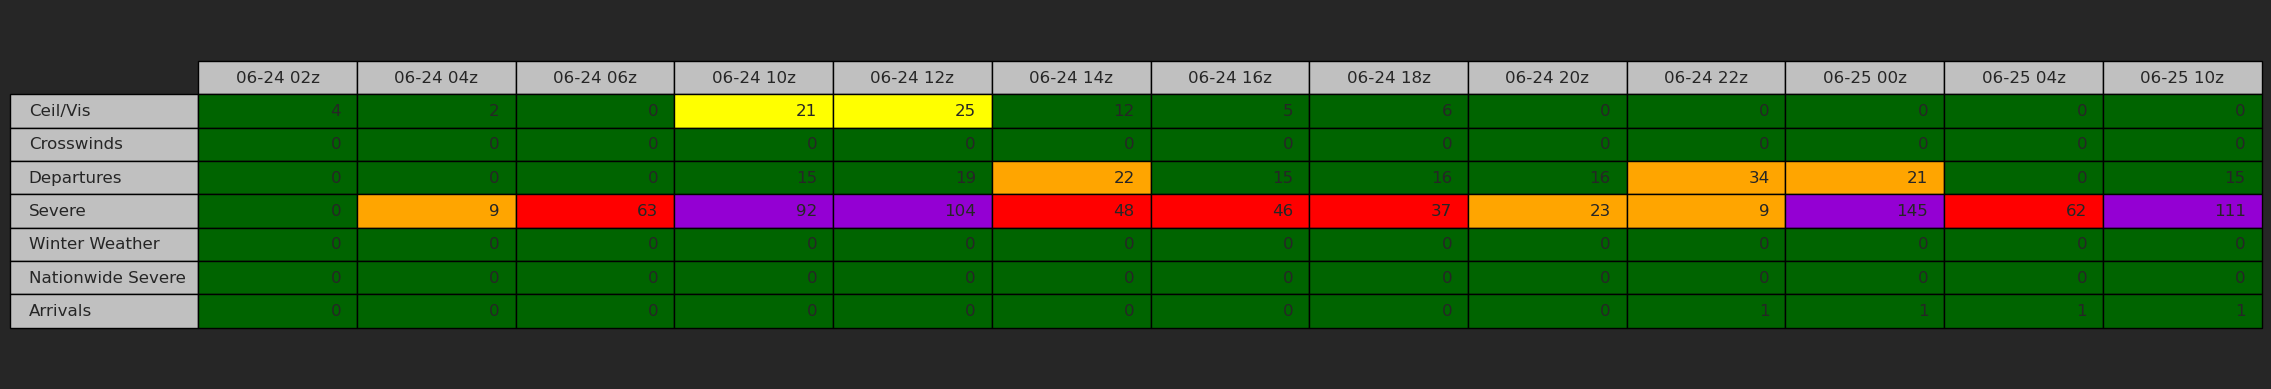 06-24 02z 06-24 04z 06-24 06z 06-24 10z 06-24 12z 06-24 14z 06-24 16z 06-24 18z 06-24 20z 06-24 22z 06-25 00z 06-25 04z 06-25 10z
Ceil/Vis 4 2 0 21 25 12 5 6 0 0 0 0 0
Crosswinds 0 0 0 0 0 0 0 0 0 0 0 0 0
Departures 0 0 0 15 19 22 15 16 16 34 21 0 15
Severe 0 9 63 92 104 48 46 37 23 9 145 62 111
Winter Weather 0 0 0 0 0 0 0 0 0 0 0 0 0
Nationwide Severe 0 0 0 0 0 0 0 0 0 0 0 0 0
Arrivals 0 0 0 0 0 0 0 0 0 1 1 1 1